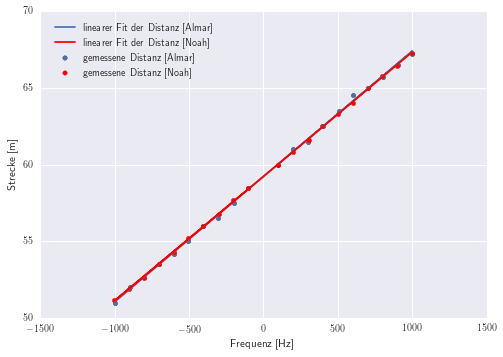 linearer Fit der Distanz [Almar]
linearer Fit der Distanz [Noah]
gemessene Distanz [Almar]
gemessene Distanz [Noah]
Strecke [m]
70
65
60
55
50
−1500 −1000 −500 0 500 1000 1500
Frequenz [Hz]